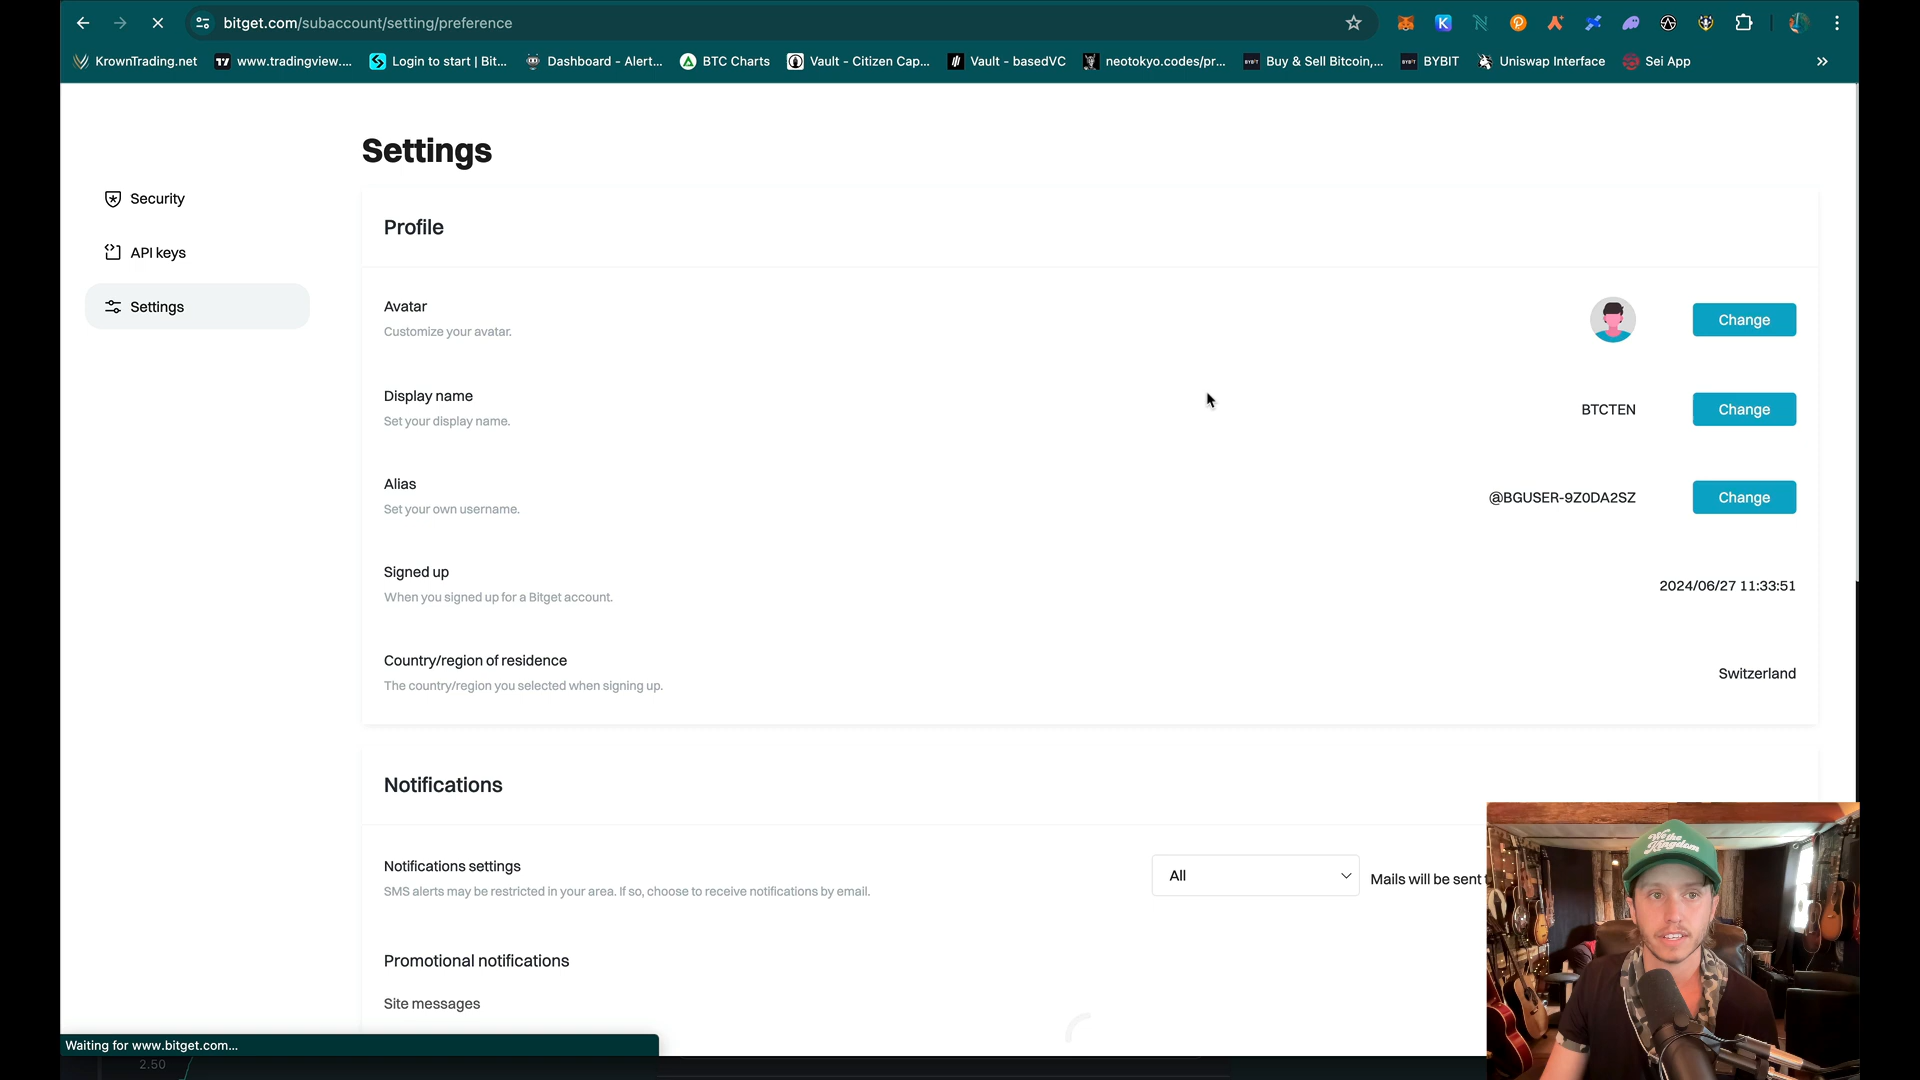 bitget.com/subaccount/setting/preference
KrownTrading.net
www.tradingview....
Login to start | Bit...
Dashboard - Alert...
BTC Charts
Vault - Citizen Cap...
Vault - basedVC
neotokyo.codes/pr...
Buy & Sell Bitcoin,...
BYBIT
Uniswap Interface
Sei App
Settings
Security
API keys
Settings
Profile
Avatar
Customize your avatar.
Change
Display name
Set your display name.
BTCTEN
Change
Alias
Set your own username.
@BGUSER-9Z0DA2SZ
Change
Signed up
When you signed up for a Bitget account.
2024/06/27 11:33:51
Country/region of residence
The country/region you selected when signing up.
Switzerland
Notifications
Notifications settings
SMS alerts may be restricted in your area. If so, choose to receive notifications by email.
All
Mails will be sent
Promotional notifications
Site messages
Waiting for www.bitget.com...
2.50
We the
Kingdom